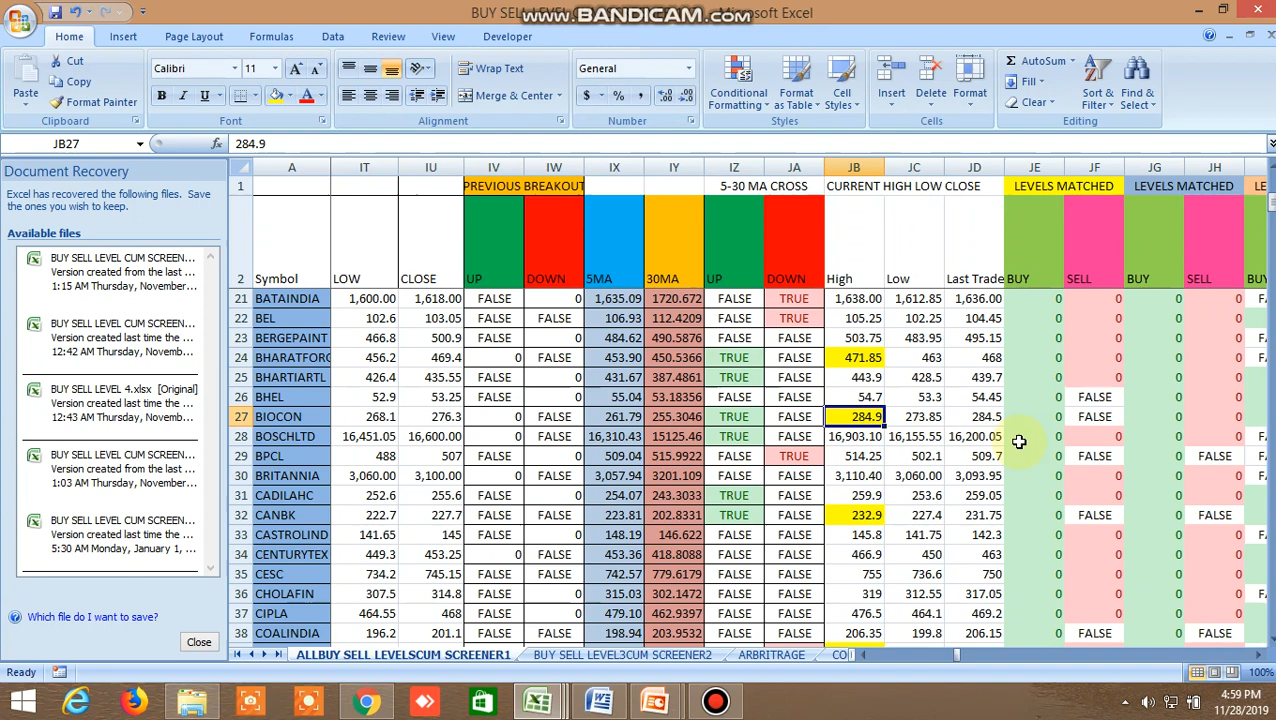 BUY SELL LEVEL
www.BANDICAM.com
Microsoft Excel
Home Insert Page Layout Formulas Data Review View Developer
Paste Cut Copy Format Painter
Calibri 11 General
Wrap Text
Merge & Center
Conditional Formatting Format as Table Cell Styles
Insert Delete Format
AutoSum Fill Clear Sort & Filter Find & Select
Clipboard Font Alignment Number Styles Cells Editing
JB27 fx 284.9
Document Recovery
Excel has recovered the following files. Save
the ones you wish to keep.
Available files
BUY SELL LEVEL CUM SCREEN...
Version created from the last ...
1:15 AM Thursday, November...
BUY SELL LEVEL CUM SCREEN...
Version created last time the ...
12:42 AM Thursday, Novemb...
BUY SELL LEVEL 4.xlsx [Original]
Version created last time the ...
12:43 AM Thursday, Novemb...
BUY SELL LEVEL CUM SCREEN...
Version created from the last ...
1:03 AM Thursday, November...
BUY SELL LEVEL CUM SCREEN...
Version created last time the ...
5:30 AM Monday, January 1, ...
Which file do I want to save?
Close
A IT IU IV IW IX IY IZ JA JB JC JD JE JF JG JH
1 PREVIOUS BREAKOUT 5-30 MA CROSS CURRENT HIGH LOW CLOSE LEVELS MATCHED LEVELS MATCHED LE
2 Symbol LOW CLOSE UP DOWN 5MA 30MA UP DOWN High Low Last Trade BUY SELL BUY SELL BU
21 BATAINDIA 1,600.00 1,618.00 FALSE 0 1,635.09 1720.672 FALSE TRUE 1,638.00 1,612.85 1,636.00 0 0 0 0 FA
22 BEL 102.6 103.05 FALSE FALSE 106.93 112.4209 FALSE TRUE 105.25 102.25 104.45 0 0 0 0
23 BERGEPAINT 466.8 500.9 FALSE 0 484.62 490.5876 FALSE FALSE 503.75 483.95 495.15 0 0 0 0 FA
24 BHARATFORG 456.2 469.4 0 FALSE 453.90 450.5366 TRUE FALSE 471.85 463 468 0 0 0 0 FA
25 BHARTIARTL 426.4 435.55 FALSE 0 431.67 387.4861 TRUE FALSE 443.9 428.5 439.7 0 0 0 0
26 BHEL 52.9 53.25 FALSE 0 55.04 53.18356 TRUE FALSE 54.7 53.3 54.45 0 FALSE 0 0
27 BIOCON 268.1 276.3 0 FALSE 261.79 255.3046 TRUE FALSE 284.9 273.85 284.5 0 FALSE 0 0
28 BOSCHLTD 16,451.05 16,600.00 FALSE 0 16,310.43 15125.46 TRUE FALSE 16,903.10 16,155.55 16,200.05 0 0 0 0 FA
29 BPCL 488 507 FALSE 0 509.04 515.9922 FALSE TRUE 514.25 502.1 509.7 0 FALSE 0 FALSE FA
30 BRITANNIA 3,060.00 3,100.00 FALSE 0 3,057.94 3201.109 FALSE FALSE 3,110.40 3,060.00 3,093.95 0 0 0 0
31 CADILAHC 252.6 255.6 FALSE 0 254.07 243.3033 TRUE FALSE 259.9 253.6 259.05 0 0 0 0
32 CANBK 222.7 227.7 0 FALSE 223.81 202.8331 TRUE FALSE 232.9 227.4 231.75 0 FALSE 0 FALSE
33 CASTROLIND 141.65 145 FALSE 0 148.19 146.622 FALSE FALSE 145.8 141.75 142.3 0 0 0 0
34 CENTURYTEX 449.3 453.25 FALSE FALSE 453.36 418.8088 FALSE FALSE 466.9 450 463 0 0 0 0
35 CESC 734.2 745.15 FALSE 0 742.57 779.6179 FALSE FALSE 755 736 750 0 0 0 0
36 CHOLAFIN 307.5 314.8 FALSE 0 315.03 302.1472 FALSE FALSE 319 312.55 317.05 0 0 0 0 FA
37 CIPLA 464.55 468 FALSE 0 479.10 462.9397 FALSE FALSE 476.5 464.1 469.2 0 0 0 0
38 COALINDIA 196.2 201.1 FALSE FALSE 198.94 203.9532 FALSE FALSE 206.35 199.8 206.15 0 FALSE 0 FALSE
ALLBUY SELL LEVELSCUM SCREENER1 BUY SELL LEVEL3CUM SCREENER2 ARBRITRAGE CO
Ready 100%
4:59 PM
11/28/2019